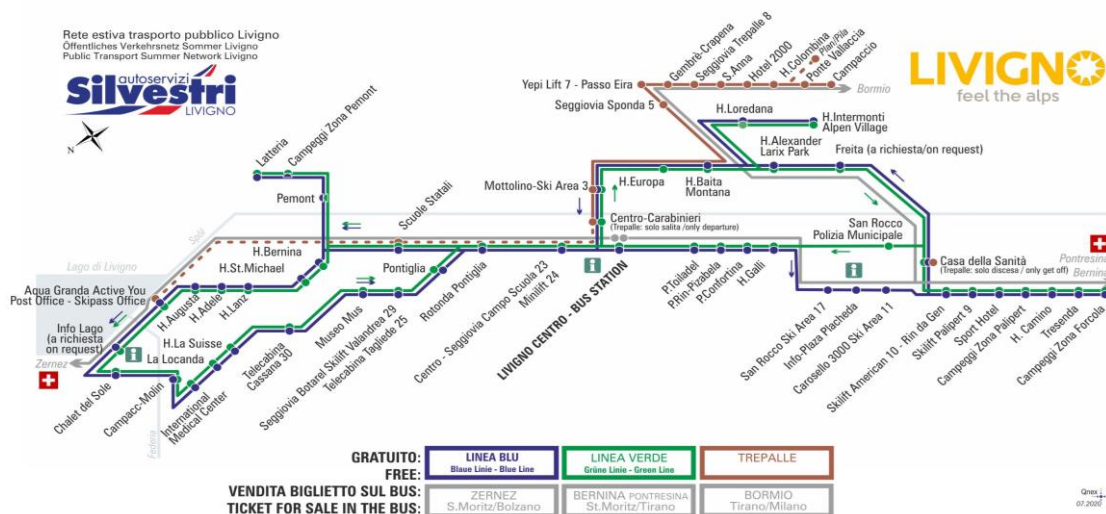 Rete estiva trasporto pubblico Livigno
Öffentliches Verkehrsnetz Sommer Livigno
Public Transport Summer Network Livigno
autoservizi
Silvestri
LIVIGNO
N
LIVIGNO
feel the alps
Gembrè-Crapena
Seggiovia Trepalle 8
S.Anna
Hotel 2000
H.Colombina
Plan/Pila
Ponte Vallaccia
Campaccio
Yepi Lift 7 - Passo Eira
Bormio
Seggiovia Sponda 5
H.Loredana
H.Intermonti
Alpen Village
H.Alexander
Larix Park
Freita (a richiesta/on request)
Latteria
Campeggi Zona Pemont
Pemont
Mottolino-Ski Area 3
H.Europa
H.Baita
Montana
Scuole Statali
Centro-Carabinieri
(Trepalle: solo salita /only departure)
San Rocco
Polizia Municipale
Spöl
Lago di Livigno
H.Bernina
H.St.Michael
Pontiglia
i
i
Casa della Sanità
(Trepalle: solo discesa / only get off)
Pontresina
Bernina
Aqua Granda Active You
Post Office - Skipass Office
H.Augusta
H.Adele
H.Lanz
Info Lago
(a richiesta
on request)
i
H.La Suisse
La Locanda
Zernez
Chalet del Sole
Campacc-Molin
Federia
International
Medical Center
Telecabina
Cassana 30
Museo Mus
Seggiovia Botarel Skilift Valandrea 29
Telecabina Tagliede 25
Rotonda Pontiglia
Centro - Seggiovia Campo Scuola 23
Minilift 24
LIVIGNO CENTRO - BUS STATION
P.Toiladel
P.Rin-Pizabela
P.Confortina
H.Galli
San Rocco Ski Area 17
Info-Plaza Placheda
Carosello 3000 Ski Area 11
Skilift American 10 - Rin da Gen
Skilift Palipert 9
Sport Hotel
Campeggi Zona Palipert
H. Camino
Tresenda
Campeggi Zona Forcola
GRATUITO:
FREE:
LINEA BLU
Blaue Linie - Blue Line
LINEA VERDE
Grüne Linie - Green Line
TREPALLE
VENDITA BIGLIETTO SUL BUS:
TICKET FOR SALE IN THE BUS:
ZERNEZ
S.Moritz/Bolzano
BERNINA PONTRESINA
St.Moritz/Tirano
BORMIO
Tirano/Milano
Qnex
07.2020